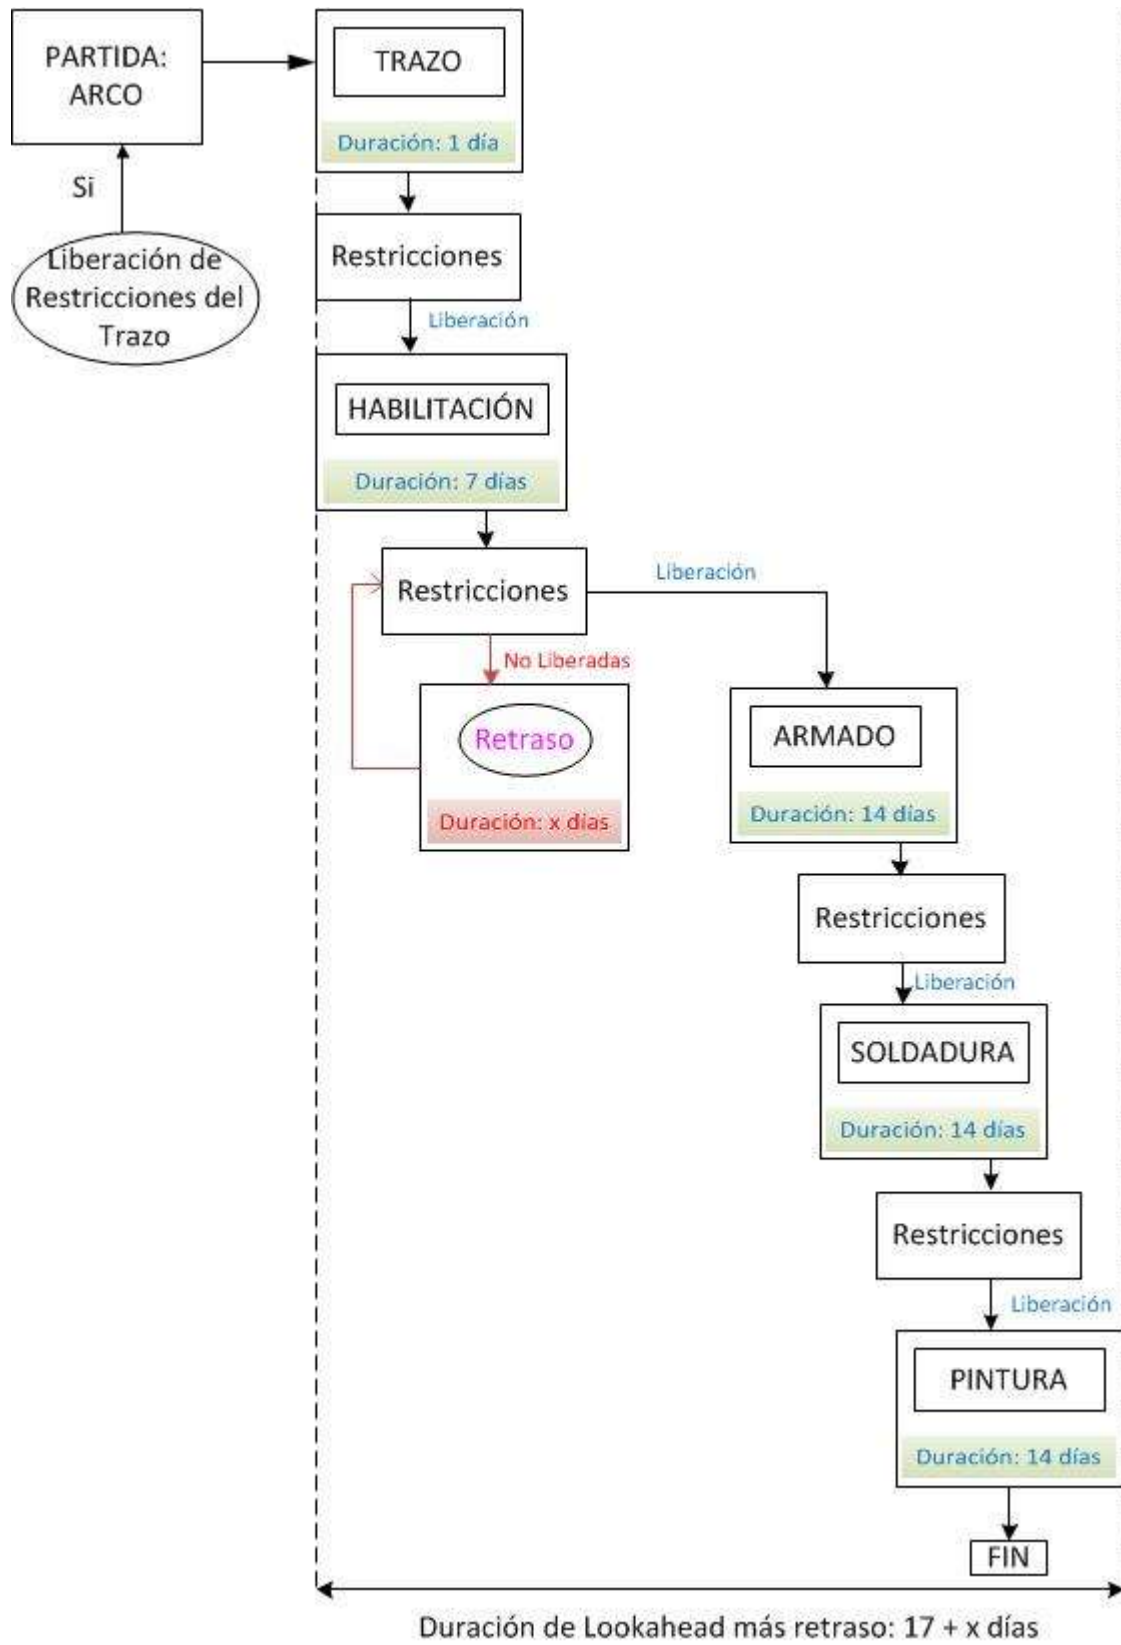 PARTIDA:
ARCO
TRAZO
Duración: 1 día
Si
Liberación de
Restricciones del
Trazo
Restricciones
Liberación
HABILITACIÓN
Duración: 7 días
Restricciones
Liberación
No Liberadas
Retraso
Duración: x días
ARMADO
Duración: 14 días
Restricciones
Liberación
SOLDADURA
Duración: 14 días
Restricciones
Liberación
PINTURA
Duración: 14 días
FIN
Duración de Lookahead más retraso: 17 + x días